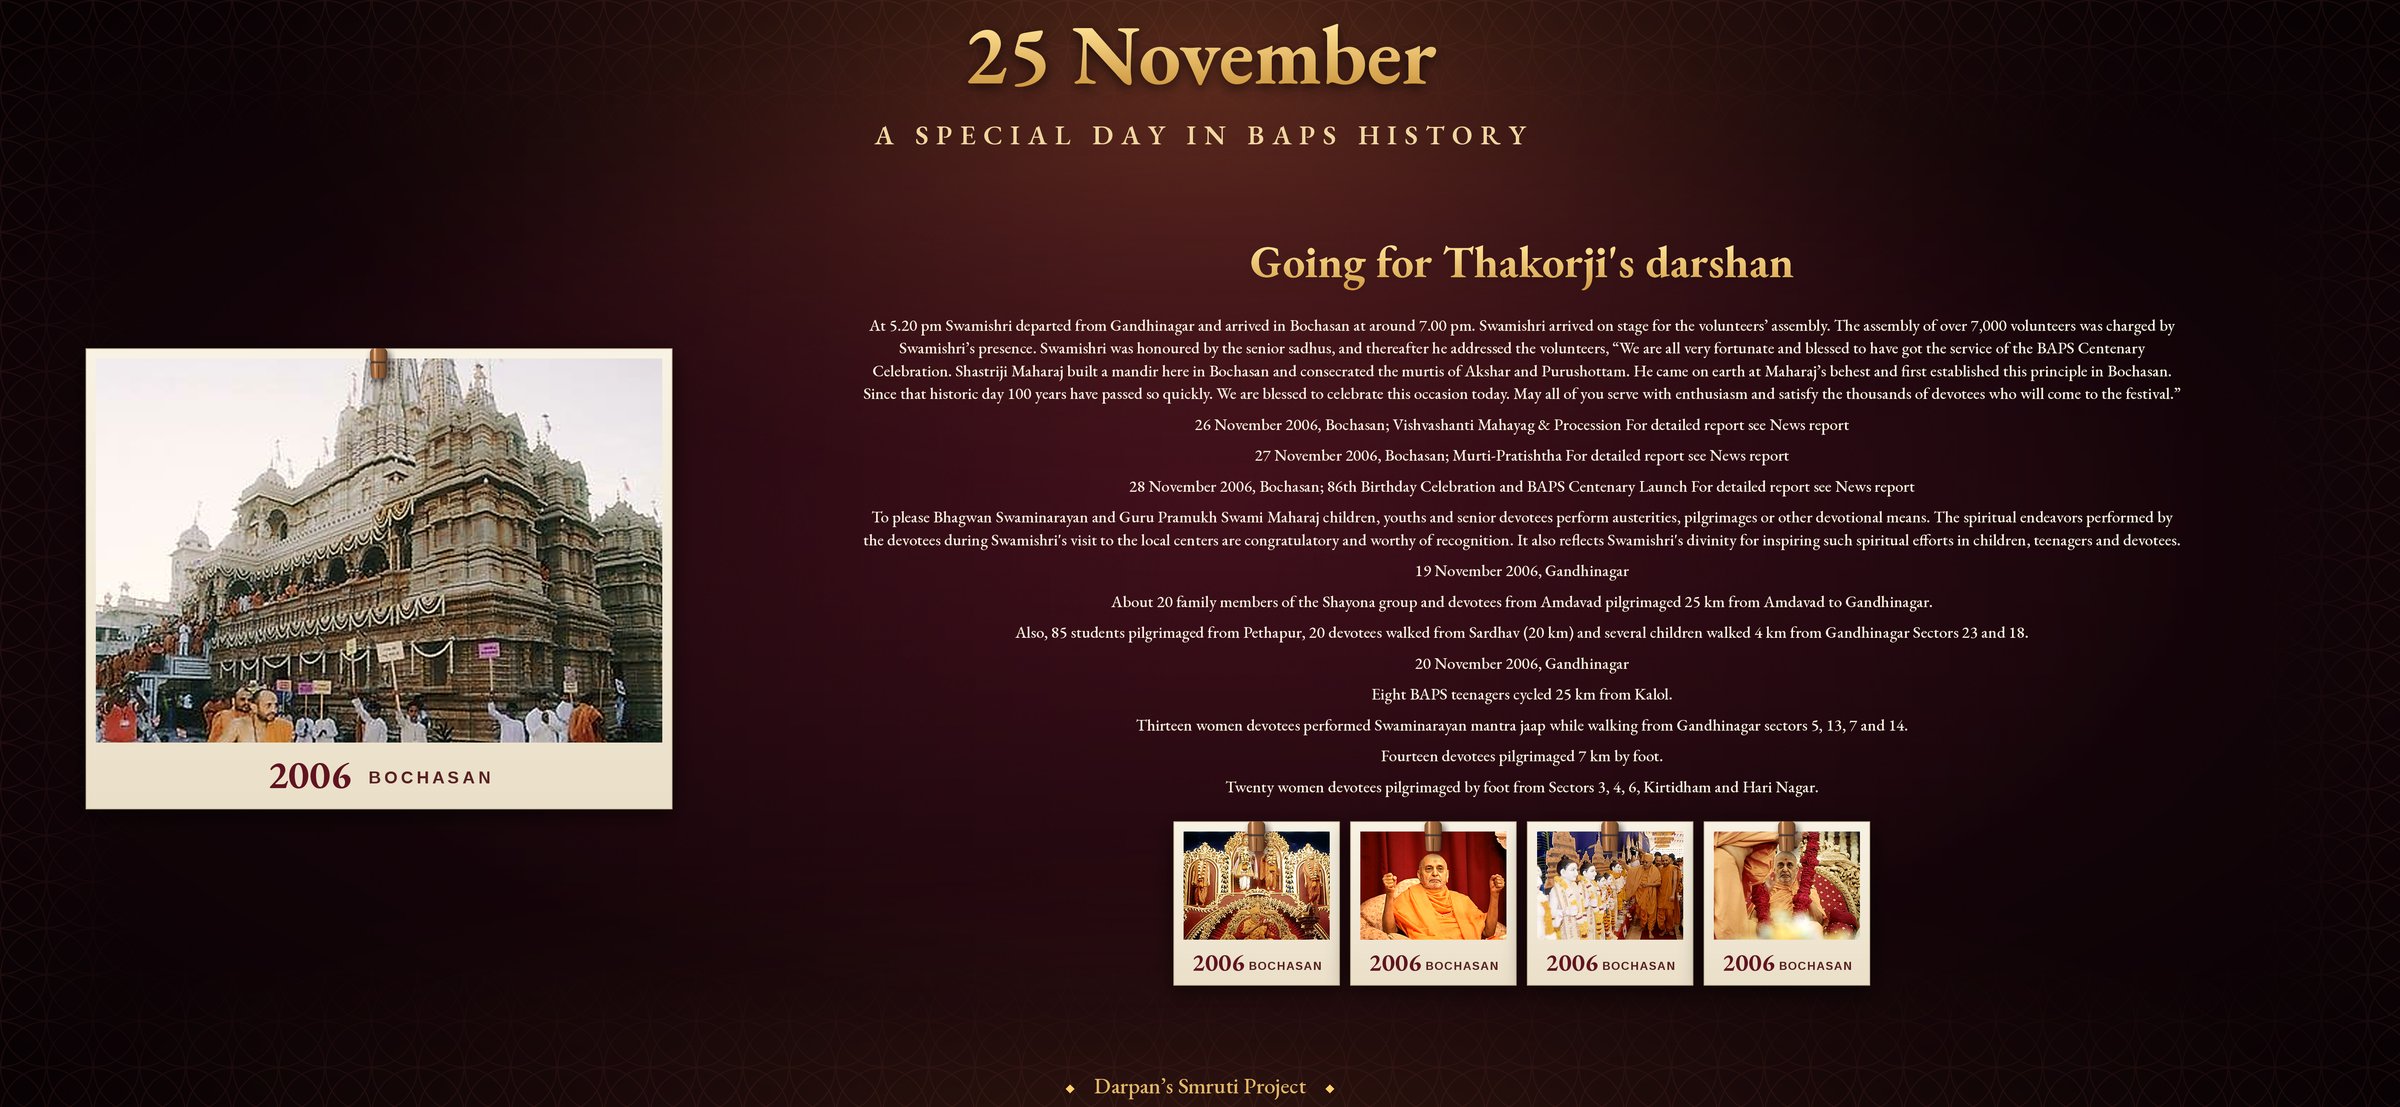 25 November
A SPECIAL DAY IN BAPS HISTORY
Going for Thakorji's darshan
At 5.20 pm Swamishri departed from Gandhinagar and arrived in Bochasan at around 7.00 pm. Swamishri arrived on stage for the volunteers’ assembly. The assembly of over 7,000 volunteers was charged by
Swamishri’s presence. Swamishri was honoured by the senior sadhus, and thereafter he addressed the volunteers, “We are all very fortunate and blessed to have got the service of the BAPS Centenary
Celebration. Shastriji Maharaj built a mandir here in Bochasan and consecrated the murtis of Akshar and Purushottam. He came on earth at Maharaj’s behest and first established this principle in Bochasan.
Since that historic day 100 years have passed so quickly. We are blessed to celebrate this occasion today. May all of you serve with enthusiasm and satisfy the thousands of devotees who will come to the festival.”
26 November 2006, Bochasan; Vishvashanti Mahayag & Procession For detailed report see News report
27 November 2006, Bochasan; Murti-Pratishtha For detailed report see News report
28 November 2006, Bochasan; 86th Birthday Celebration and BAPS Centenary Launch For detailed report see News report
To please Bhagwan Swaminarayan and Guru Pramukh Swami Maharaj children, youths and senior devotees perform austerities, pilgrimages or other devotional means. The spiritual endeavors performed by
the devotees during Swamishri's visit to the local centers are congratulatory and worthy of recognition. It also reflects Swamishri's divinity for inspiring such spiritual efforts in children, teenagers and devotees.
19 November 2006, Gandhinagar
About 20 family members of the Shayona group and devotees from Amdavad pilgrimaged 25 km from Amdavad to Gandhinagar.
Also, 85 students pilgrimaged from Pethapur, 20 devotees walked from Sardhav (20 km) and several children walked 4 km from Gandhinagar Sectors 23 and 18.
20 November 2006, Gandhinagar
Eight BAPS teenagers cycled 25 km from Kalol.
Thirteen women devotees performed Swaminarayan mantra jaap while walking from Gandhinagar sectors 5, 13, 7 and 14.
Fourteen devotees pilgrimaged 7 km by foot.
Twenty women devotees pilgrimaged by foot from Sectors 3, 4, 6, Kirtidham and Hari Nagar.
2006 BOCHASAN
2006 BOCHASAN
2006 BOCHASAN
2006 BOCHASAN
2006 BOCHASAN
Darpan’s Smruti Project